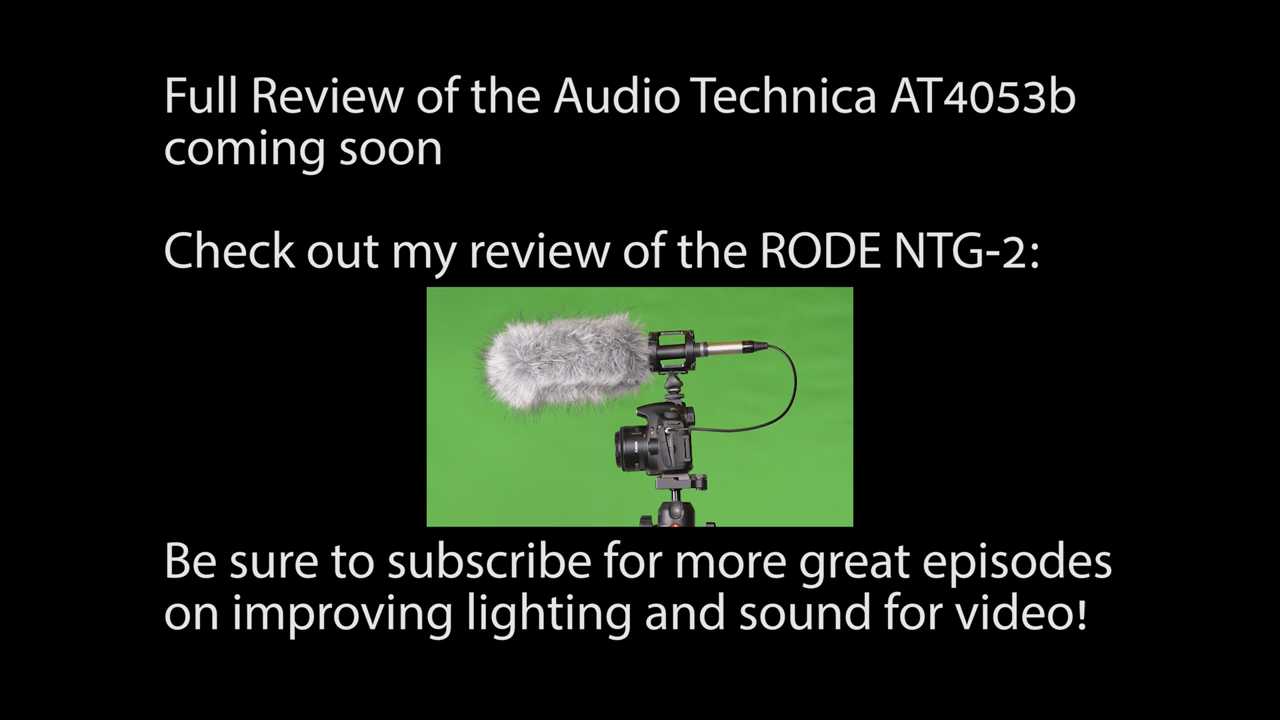 Full Review of the Audio Technica AT4053b
coming soon
Check out my review of the RODE NTG-2:
Be sure to subscribe for more great episodes
on improving lighting and sound for video!